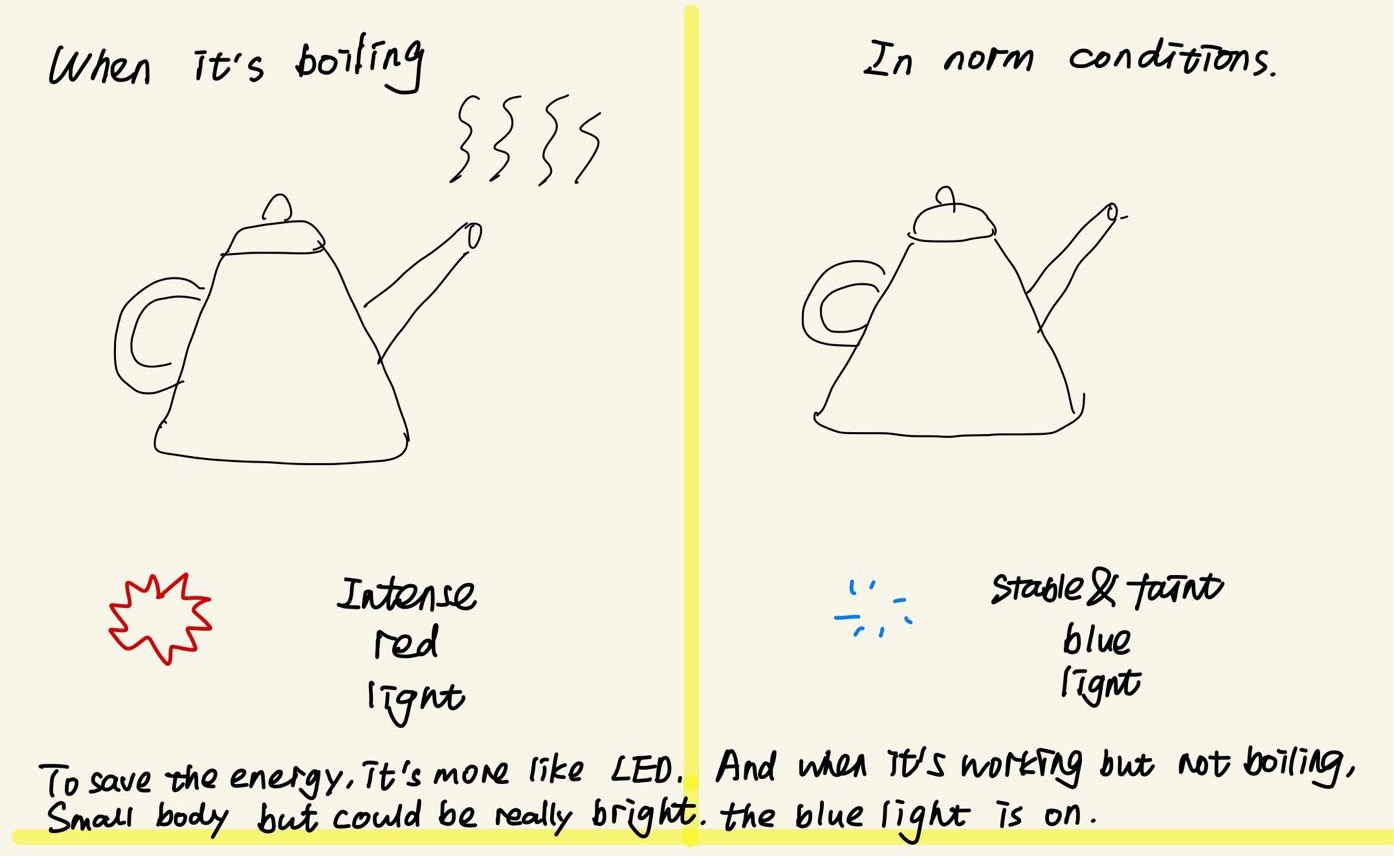 When it's boiling
In norm conditions.
Intense
red
light
Stable & faint
blue
light
To save the energy, it's more like LED.
Small body but could be really bright.
And when it's working but not boiling,
the blue light is on.